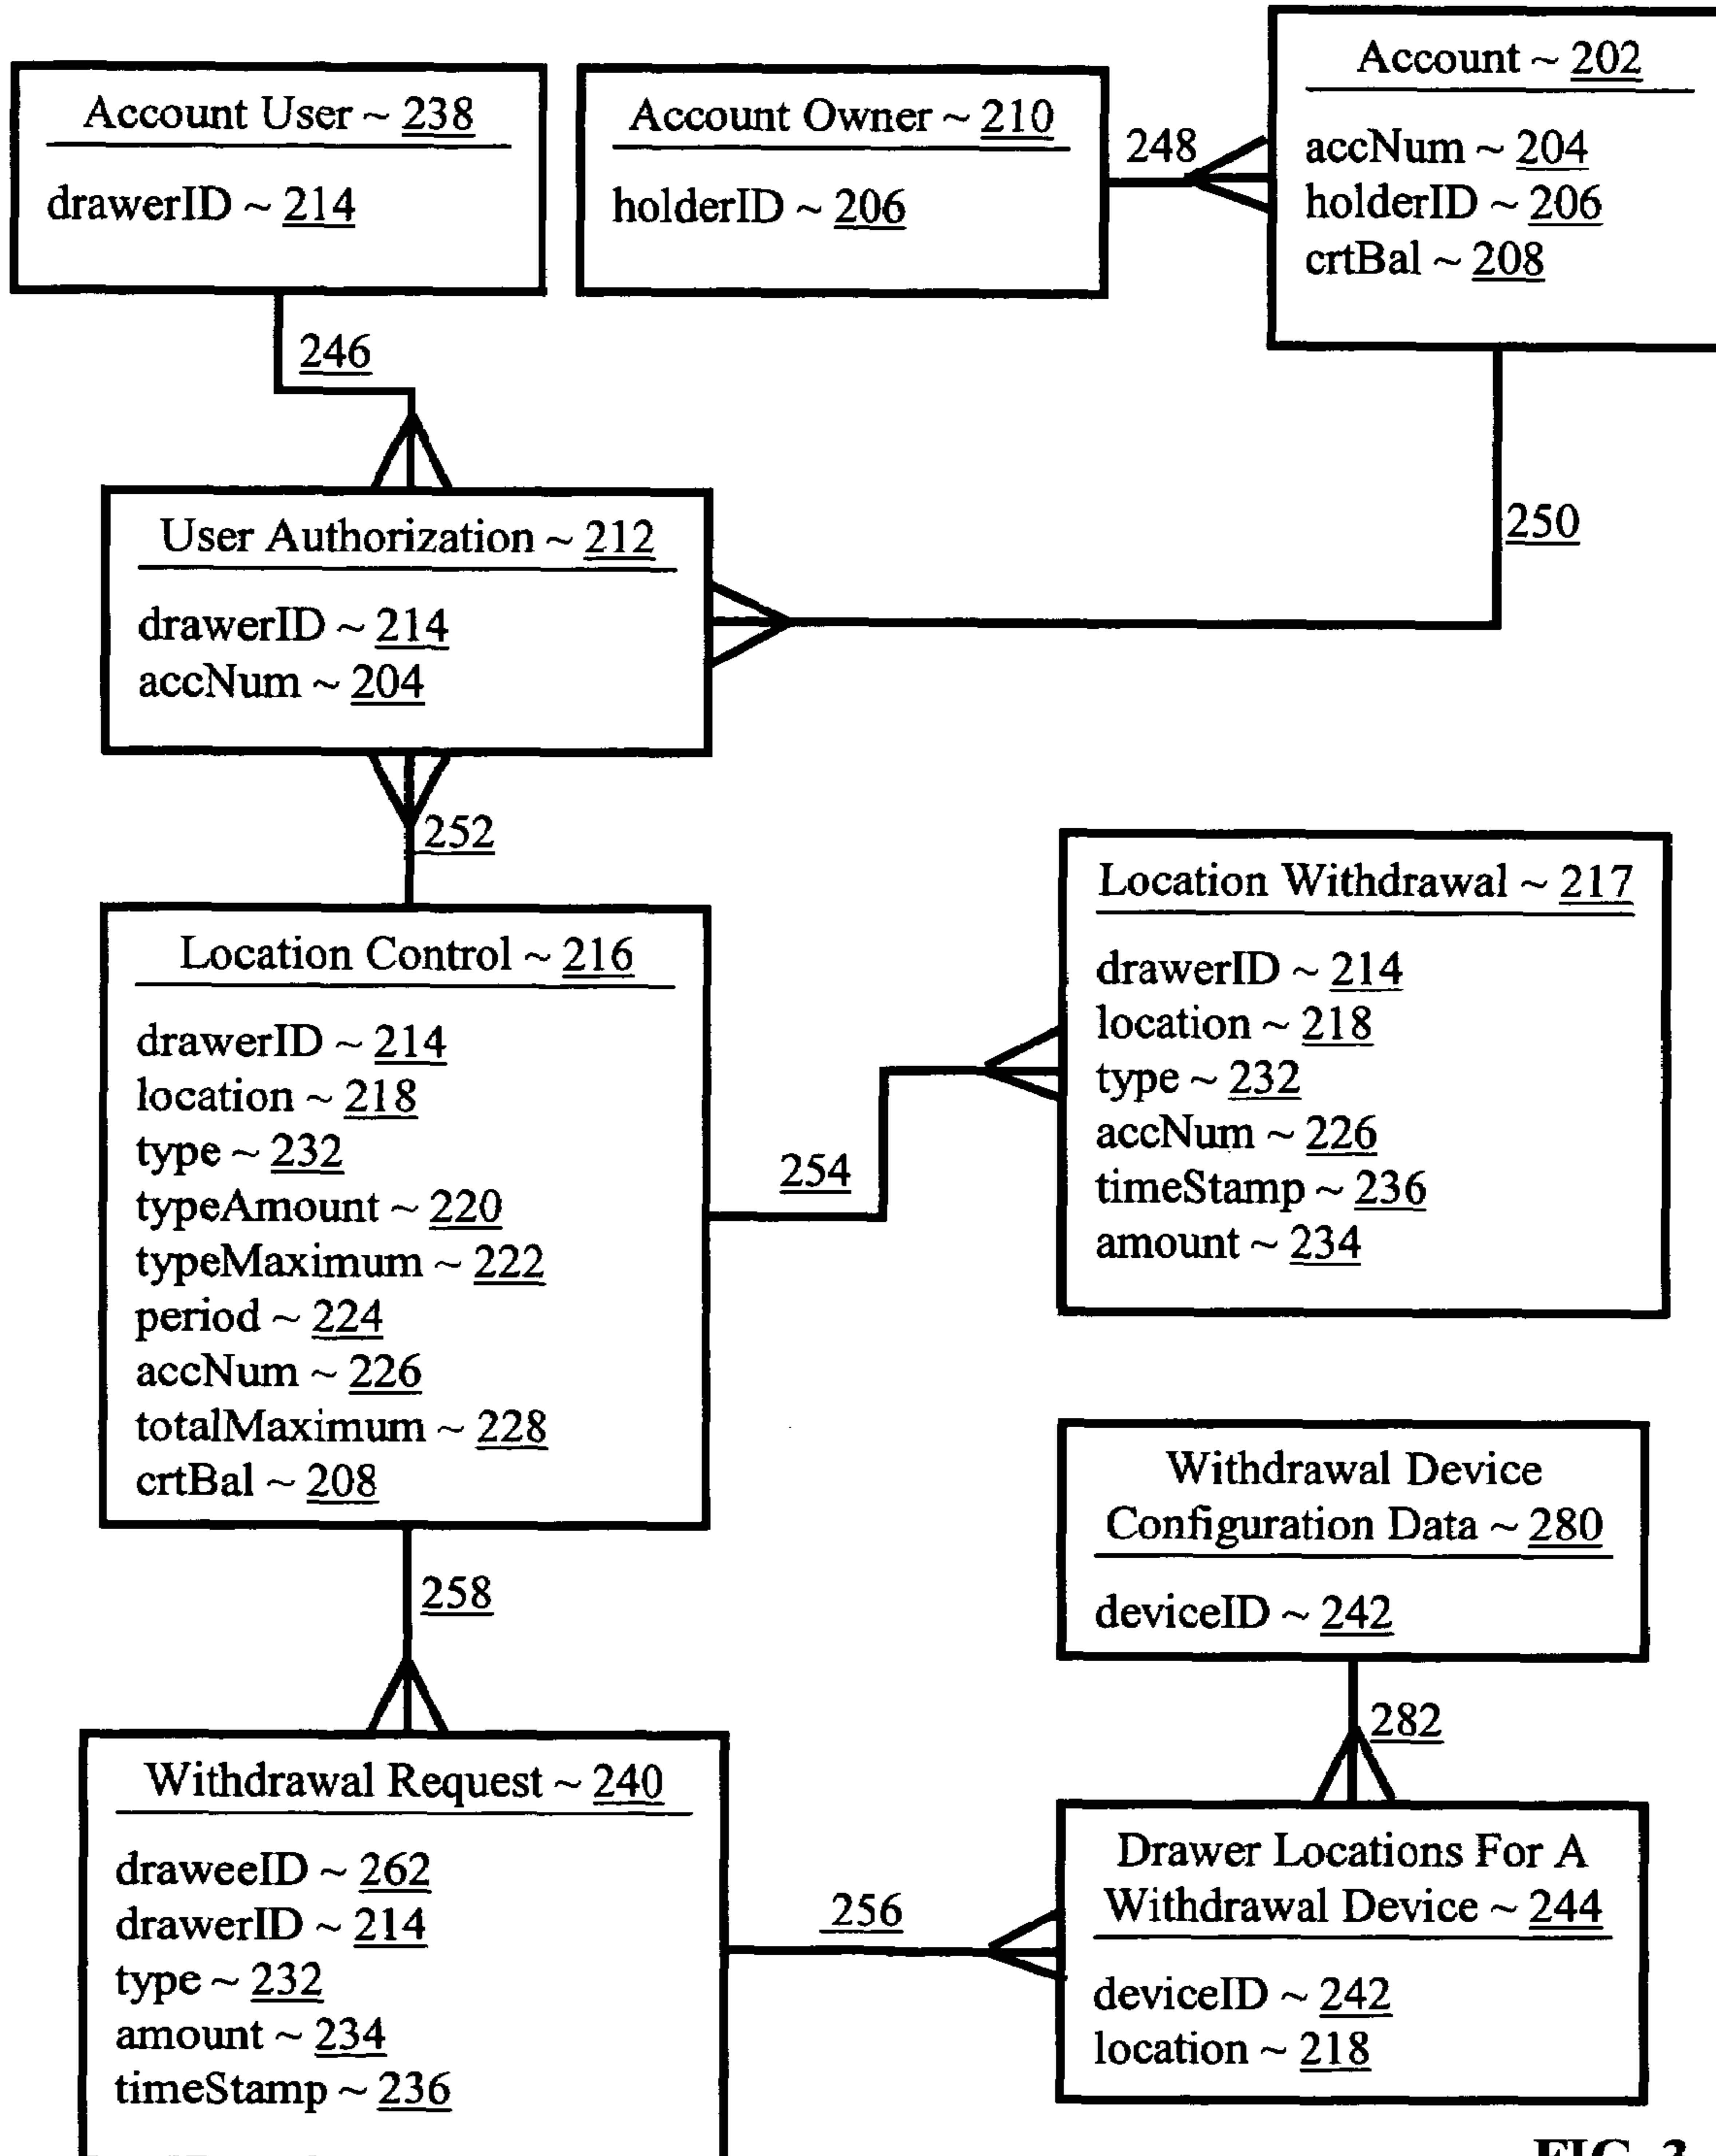 Account User ~ 238
drawerID ~ 214
Account Owner ~ 210
holderID ~ 206
248
Account ~ 202
accNum ~ 204
holderID ~ 206
crtBal ~ 208
246
250
User Authorization ~ 212
drawerID ~ 214
accNum ~ 204
252
Location Control ~ 216
drawerID ~ 214
location ~ 218
type ~ 232
typeAmount ~ 220
typeMaximum ~ 222
period ~ 224
accNum ~ 226
totalMaximum ~ 228
crtBal ~ 208
254
Location Withdrawal ~ 217
drawerID ~ 214
location ~ 218
type ~ 232
accNum ~ 226
timeStamp ~ 236
amount ~ 234
Withdrawal Device
Configuration Data ~ 280
deviceID ~ 242
258
282
Withdrawal Request ~ 240
draweeID ~ 262
drawerID ~ 214
type ~ 232
amount ~ 234
timeStamp ~ 236
256
Drawer Locations For A
Withdrawal Device ~ 244
deviceID ~ 242
location ~ 218
FIG. 3